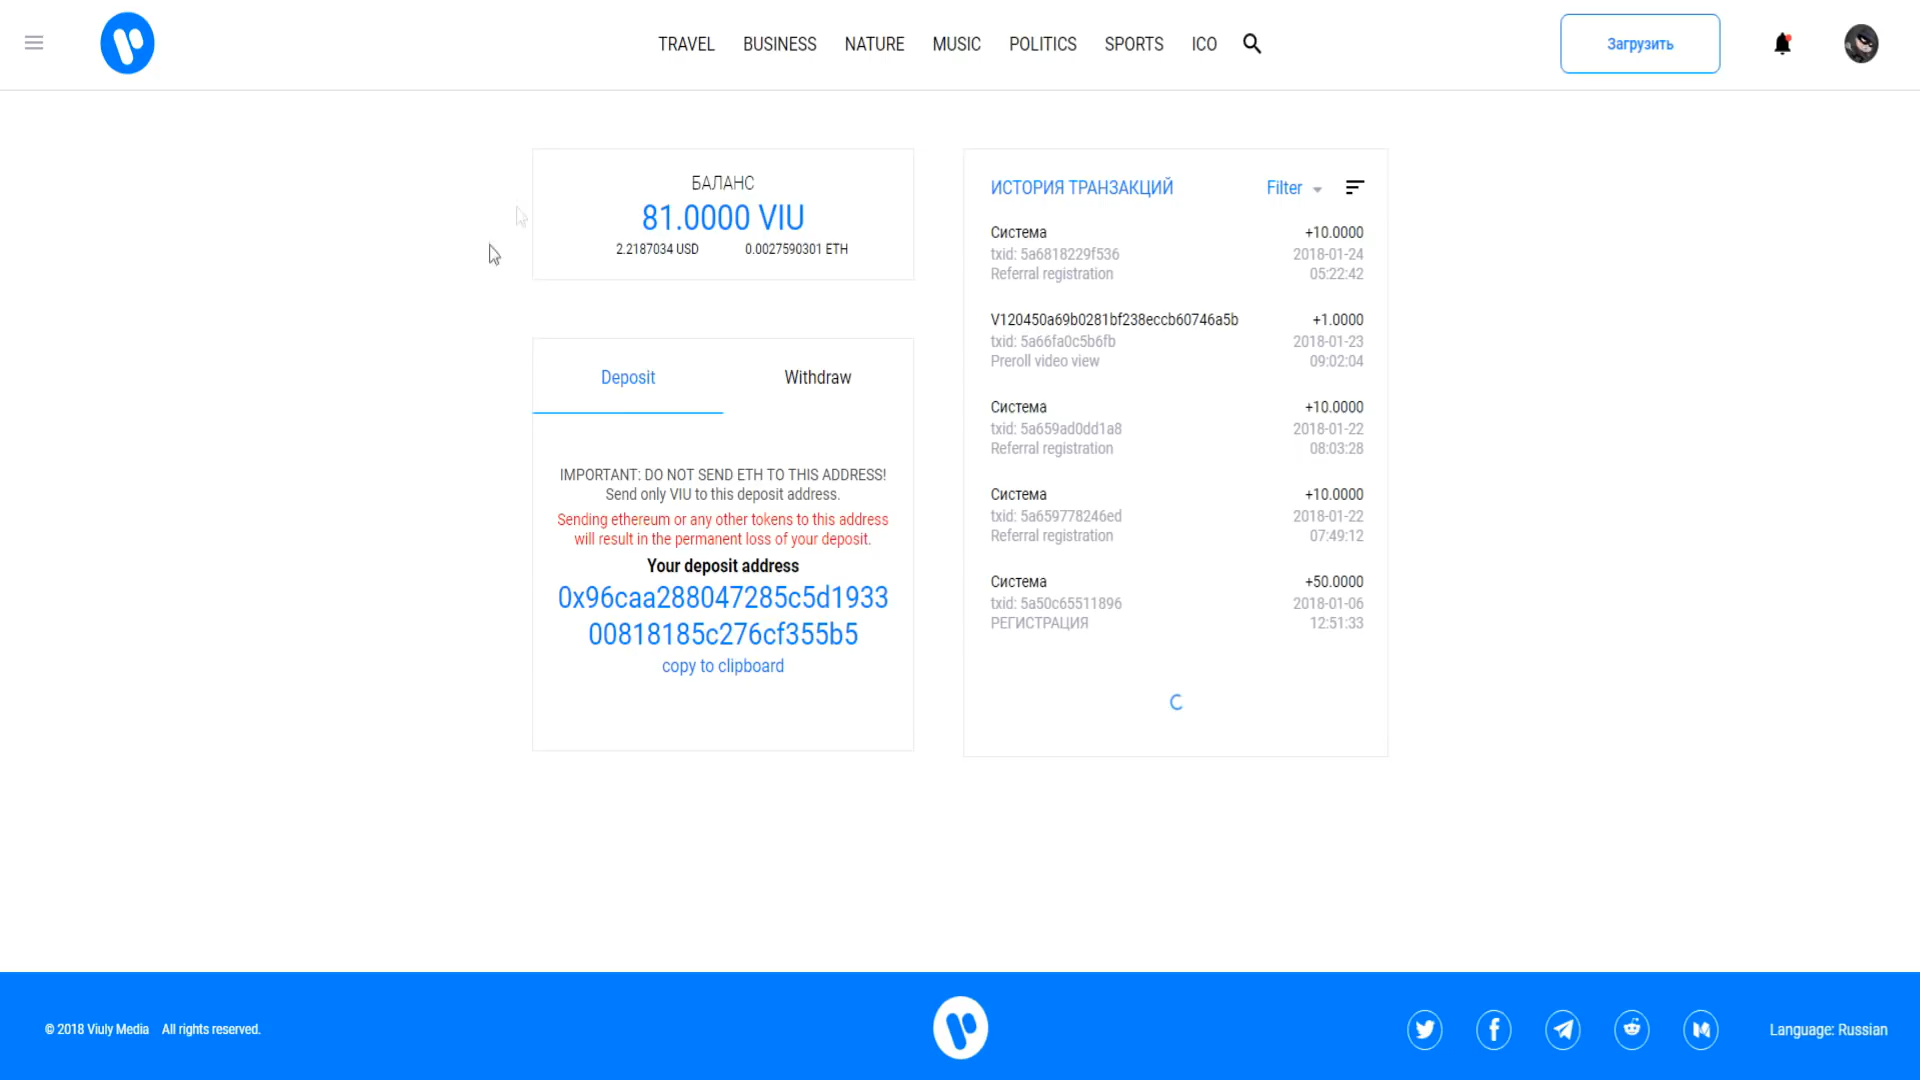 TRAVEL BUSINESS NATURE MUSIC POLITICS SPORTS ICO
Загрузить
БАЛАНС
81.0000 VIU
2.2187034 USD 0.0027590301 ETH
Deposit Withdraw
IMPORTANT: DO NOT SEND ETH TO THIS ADDRESS!
Send only VIU to this deposit address.
Sending ethereum or any other tokens to this address
will result in the permanent loss of your deposit.
Your deposit address
0x96caa288047285c5d1933
00818185c276cf355b5
copy to clipboard
ИСТОРИЯ ТРАНЗАКЦИЙ Filter
Система +10.0000
txid: 5a6818229f536 2018-01-24
Referral registration 05:22:42
V120450a69b0281bf238eccb60746a5b +1.0000
txid: 5a66fa0c5b6fb 2018-01-23
Preroll video view 09:02:04
Система +10.0000
txid: 5a659ad0dd1a8 2018-01-22
Referral registration 08:03:28
Система +10.0000
txid: 5a659778246ed 2018-01-22
Referral registration 07:49:12
Система +50.0000
txid: 5a50c65511896 2018-01-06
РЕГИСТРАЦИЯ 12:51:33
© 2018 Viuly Media All rights reserved.
Language: Russian